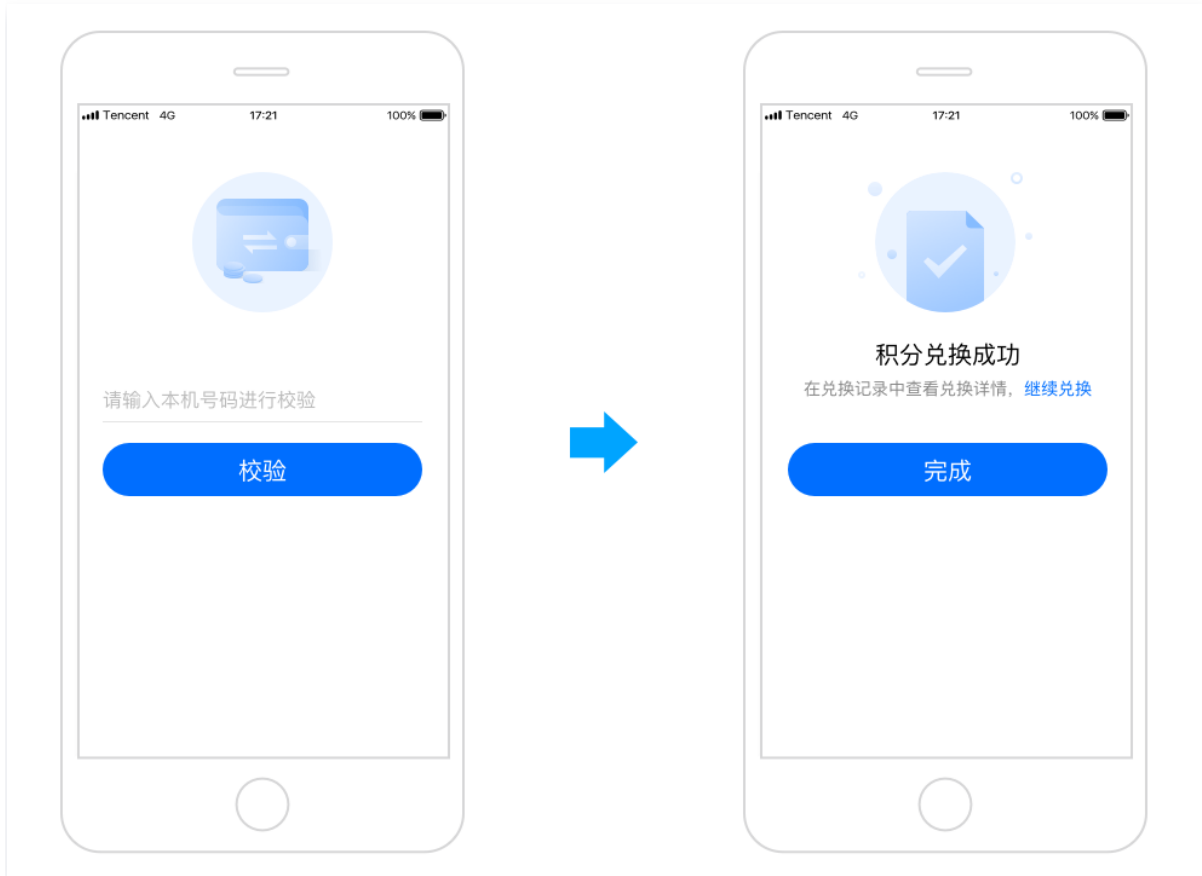 Tencent 4G 17:21 100%
请输入本机号码进行校验
校验
Tencent 4G 17:21 100%
积分兑换成功
在兑换记录中查看兑换详情，继续兑换
完成